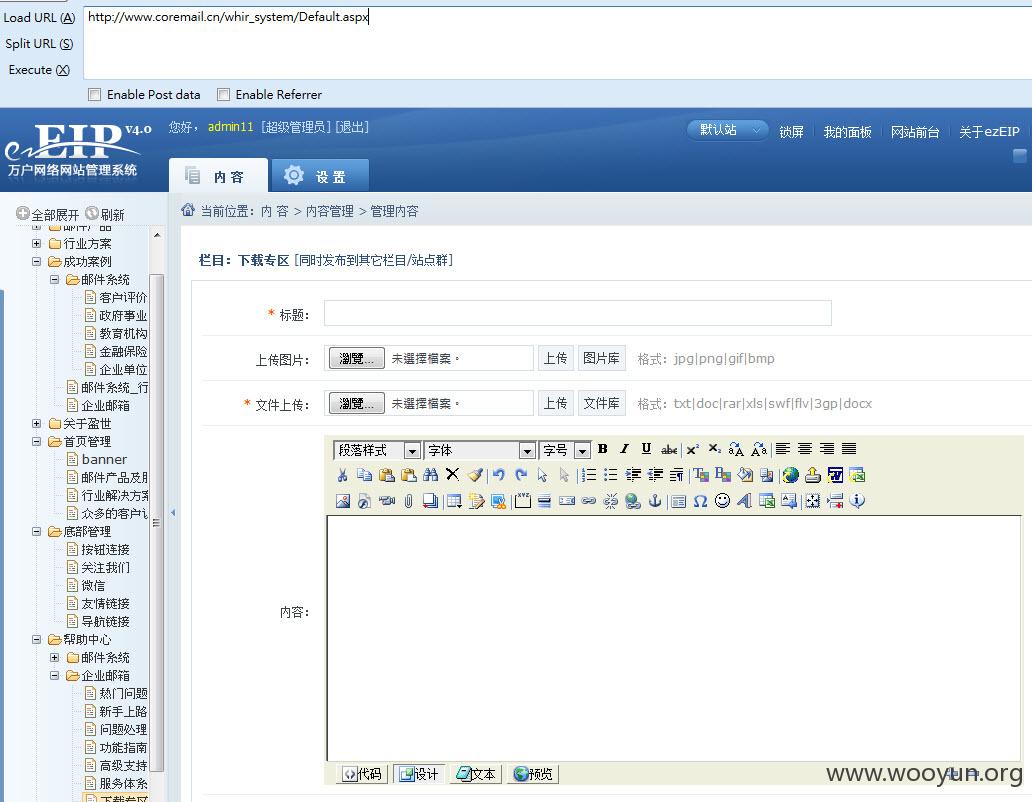 Load URL (A)
http://www.coremail.cn/whir_system/Default.aspx
Split URL (S)
Execute (X)
Enable Post data
Enable Referrer
ezEIP v4.0
万户网络网站管理系统
您好， admin11 [超级管理员] [退出]
默认站
锁屏
我的面板
网站前台
关于ezEIP
内 容
设 置
全部展开
刷新
当前位置： 内 容 > 内容管理 > 管理内容
邮件产品
行业方案
成功案例
邮件系统
客户评价
政府事业
教育机构
金融保险
企业单位
邮件系统_行
企业邮箱
关于盈世
首页管理
banner
邮件产品及服
行业解决方案
众多的客户认
底部管理
按钮连接
关注我们
微信
友情链接
导航链接
帮助中心
邮件系统
企业邮箱
热门问题
新手上路
问题处理
功能指南
高级支持
服务体系
下载专区
栏目：下载专区 [同时发布到其它栏目/站点群]
* 标题：
上传图片：
瀏覽...
未選擇檔案。
上传
图片库
格式：jpg|png|gif|bmp
* 文件上传：
瀏覽...
未選擇檔案。
上传
文件库
格式：txt|doc|rar|xls|swf|flv|3gp|docx
段落样式
字体
字号
内容：
代码
设计
文本
预览
www.wooyun.org